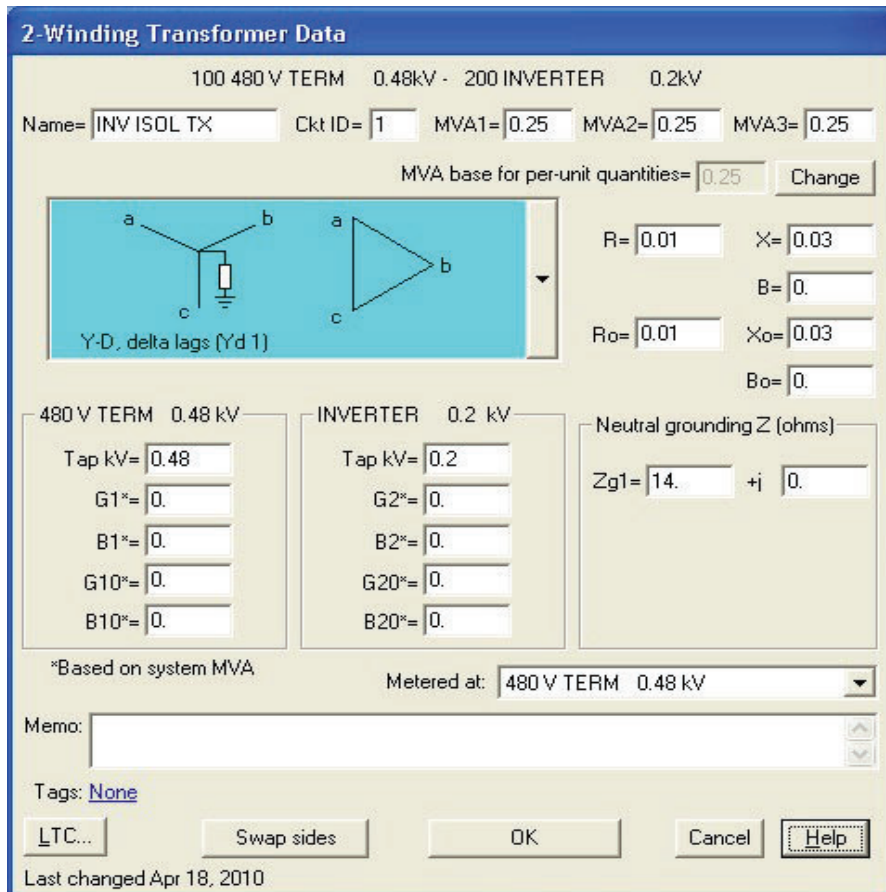 2-Winding Transformer Data
100 480 V TERM 0.48kV - 200 INVERTER 0.2kV
Name= INV ISOL TX Ckt ID= 1 MVA1= 0.25 MVA2= 0.25 MVA3= 0.25
MVA base for per-unit quantities= 0.25 Change
a b a b c c
Y-D, delta lags (Yd 1)
R= 0.01 X= 0.03
B= 0.
Ro= 0.01 Xo= 0.03
Bo= 0.
480 V TERM 0.48 kV
Tap kV= 0.48
G1*= 0.
B1*= 0.
G10*= 0.
B10*= 0.
INVERTER 0.2 kV
Tap kV= 0.2
G2*= 0.
B2*= 0.
G20*= 0.
B20*= 0.
Neutral grounding Z (ohms)
Zg1= 14. +j 0.
*Based on system MVA
Metered at: 480 V TERM 0.48 kV
Memo:
Tags: None
LTC... Swap sides OK Cancel Help
Last changed Apr 18, 2010